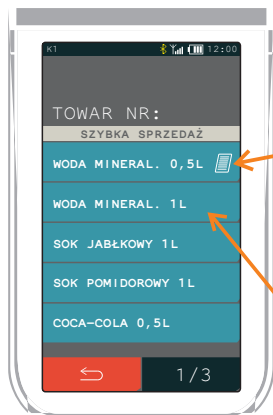 K1 12:00
TOWAR NR:
SZYBKA SPRZEDAŻ
WODA MINERAL. 0,5L
WODA MINERAL. 1L
SOK JABŁKOWY 1L
SOK POMIDOROWY 1L
COCA-COLA 0,5L
1/3